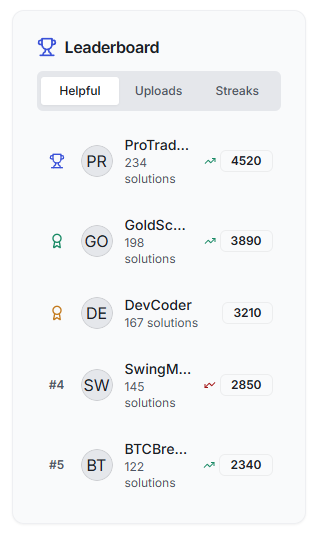 Leaderboard
Helpful Uploads Streaks
PR ProTrad... 234 solutions 4520
GO GoldSc... 198 solutions 3890
DE DevCoder 167 solutions 3210
#4 SW SwingM... 145 solutions 2850
#5 BT BTCBre... 122 solutions 2340